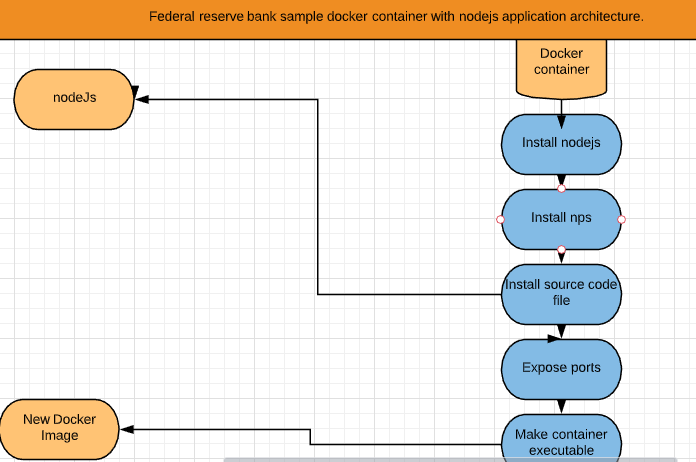 Federal reserve bank sample docker container with nodejs application architecture.
Docker
container
nodeJs
Install nodejs
Install nps
Install source code
file
Expose ports
New Docker
Image
Make container
executable